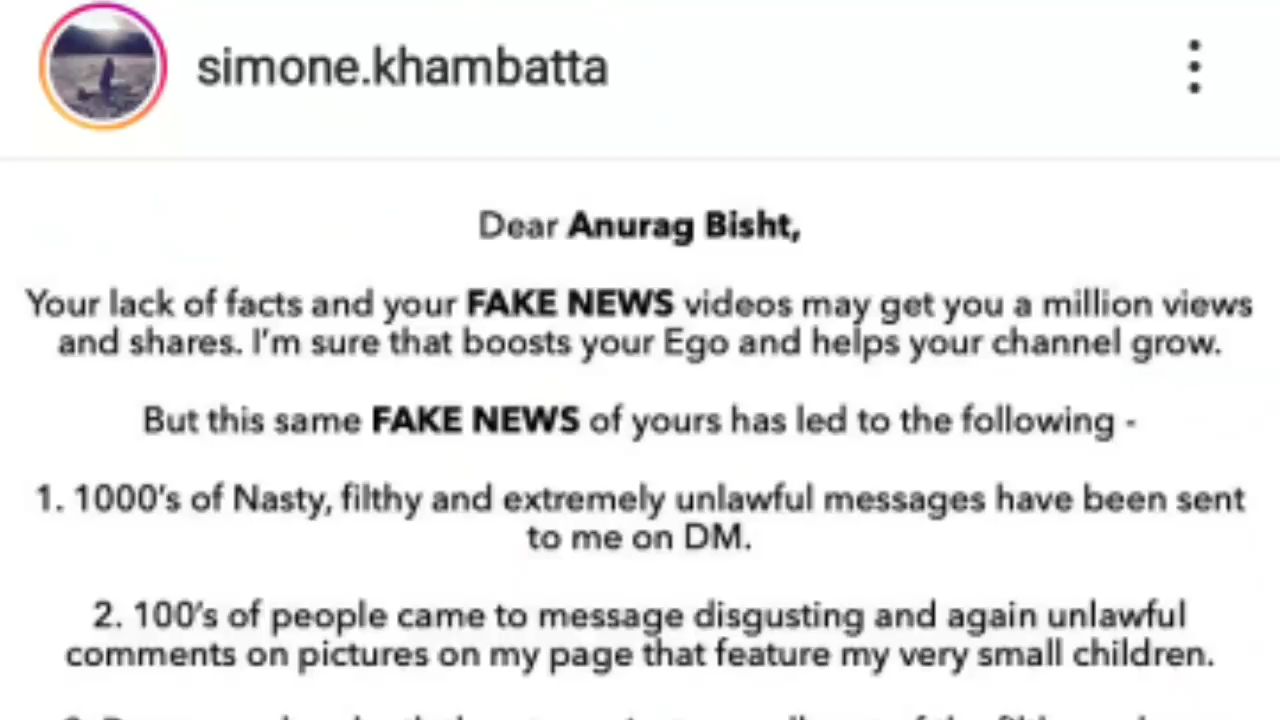 simone.khambatta
Dear Anurag Bisht,
Your lack of facts and your FAKE NEWS videos may get you a million views
and shares. I'm sure that boosts your Ego and helps your channel grow.
But this same FAKE NEWS of yours has led to the following -
1. 1000's of Nasty, filthy and extremely unlawful messages have been sent
to me on DM.
2. 100's of people came to message disgusting and again unlawful
comments on pictures on my page that feature my very small children.